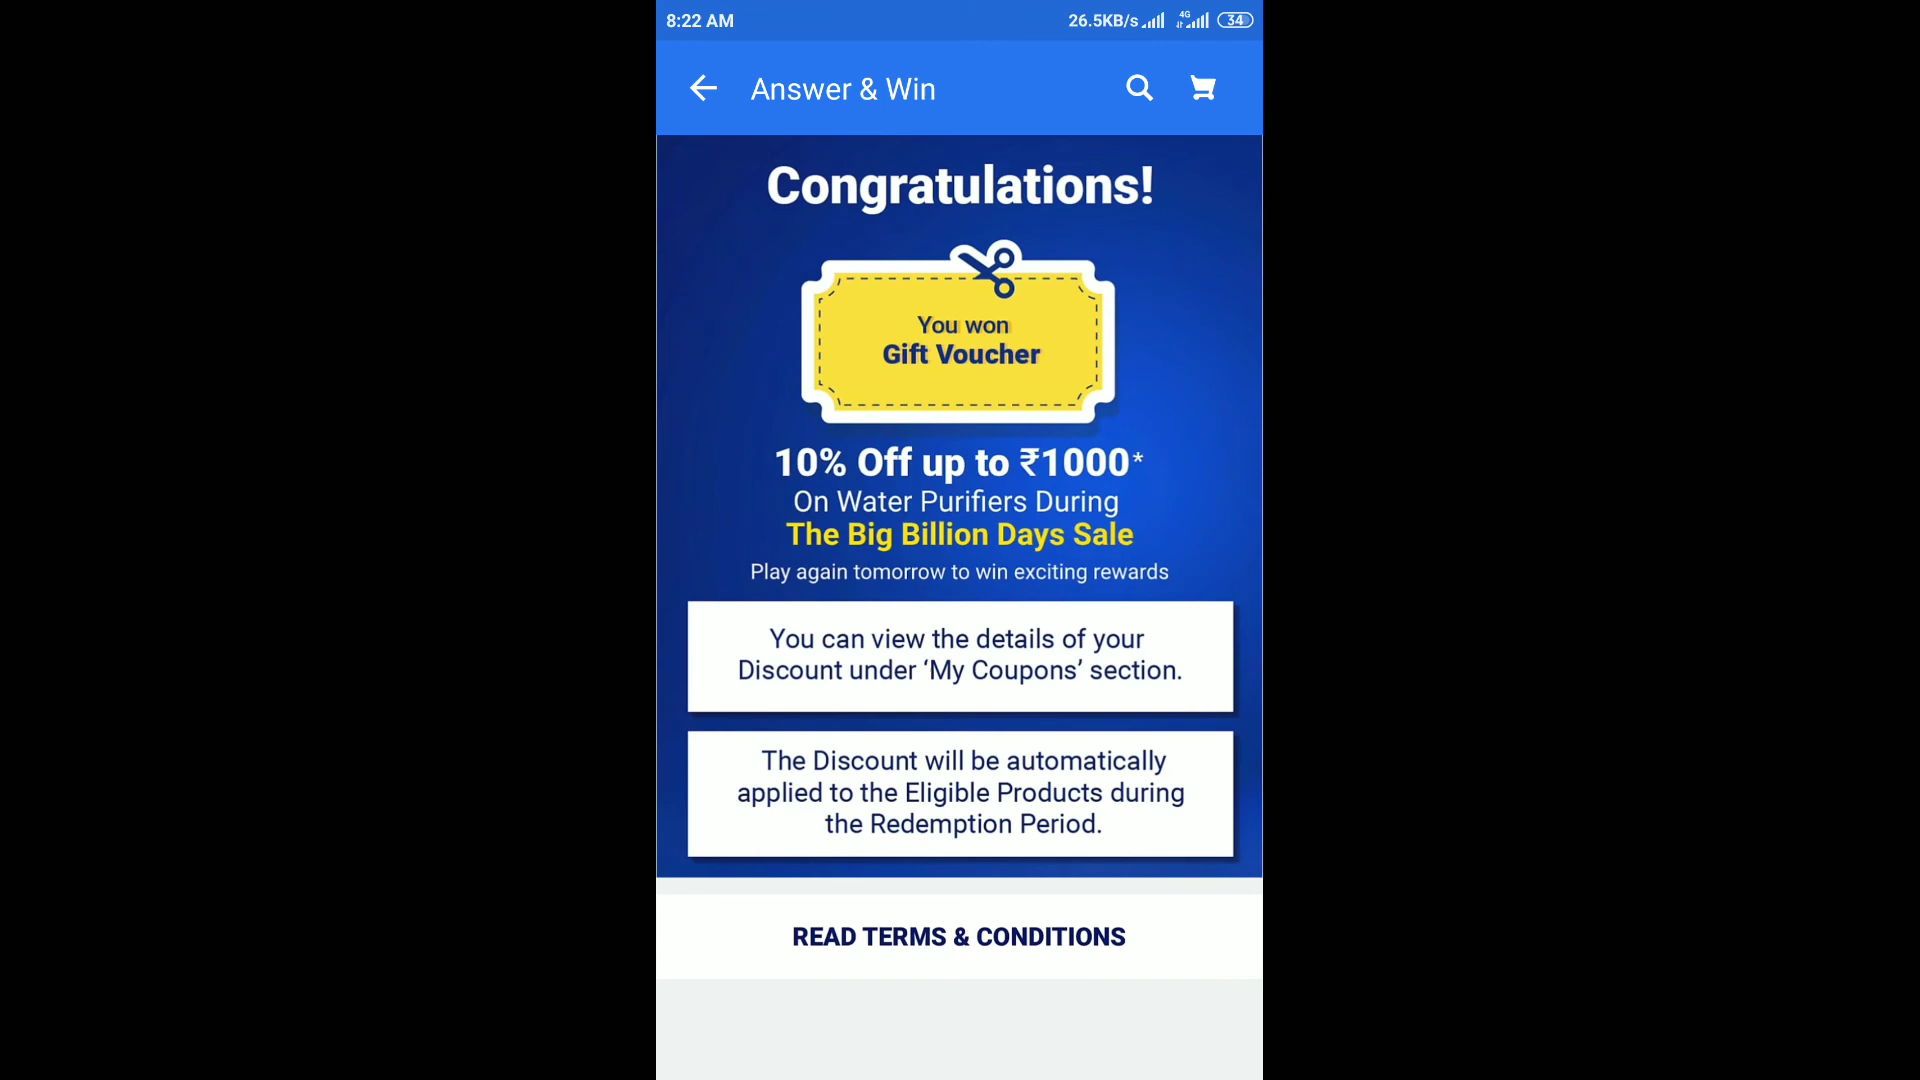 8:22 AM 26.5KB/s 4G 34
Answer & Win
Congratulations!
You won
Gift Voucher
10% Off up to ₹1000*
On Water Purifiers During
The Big Billion Days Sale
Play again tomorrow to win exciting rewards
You can view the details of your
Discount under ‘My Coupons’ section.
The Discount will be automatically
applied to the Eligible Products during
the Redemption Period.
READ TERMS & CONDITIONS